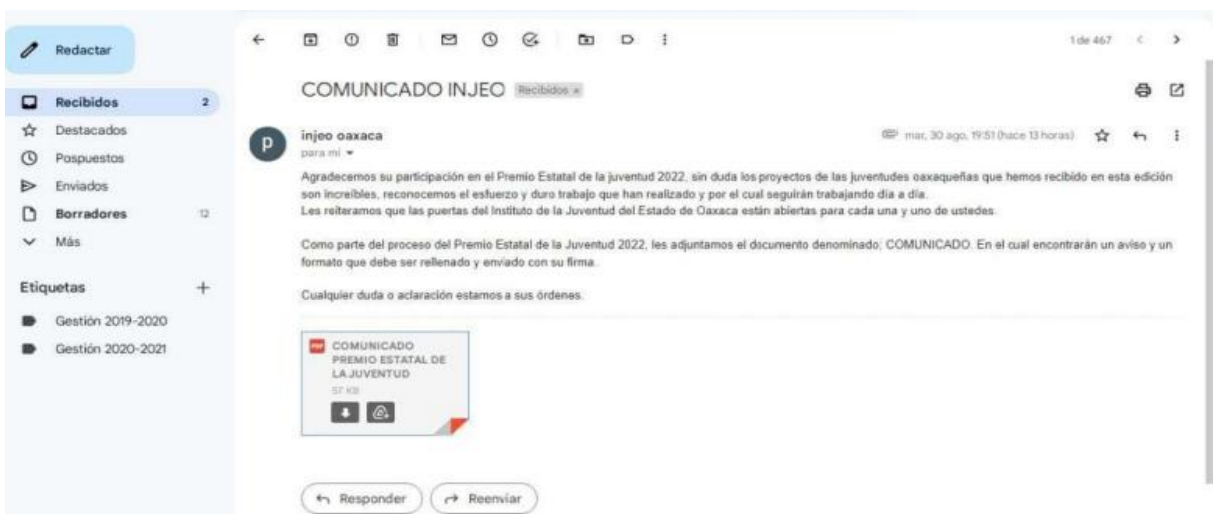 Redactar
1 de 467
COMUNICADO INJEO Recibidos x
Recibidos 2
Destacados
Pospuestos
Enviados
Borradores 12
Más
Etiquetas +
Gestión 2019-2020
Gestión 2020-2021
p
injeo oaxaca
mar, 30 ago, 19:51 (hace 13 horas)
para mí
Agradecemos su participación en el Premio Estatal de la juventud 2022, sin duda los proyectos de las juventudes oaxaqueñas que hemos recibido en esta edición
son increíbles, reconocemos el esfuerzo y duro trabajo que han realizado y por el cual seguirán trabajando día a día.
Les reiteramos que las puertas del Instituto de la Juventud del Estado de Oaxaca están abiertas para cada una y uno de ustedes.
Como parte del proceso del Premio Estatal de la Juventud 2022, les adjuntamos el documento denominado; COMUNICADO. En el cual encontrarán un aviso y un
formato que debe ser rellenado y enviado con su firma.
Cualquier duda o aclaración estamos a sus órdenes.
PDF COMUNICADO
PREMIO ESTATAL DE
LA JUVENTUD
57 KB
Responder
Reenviar